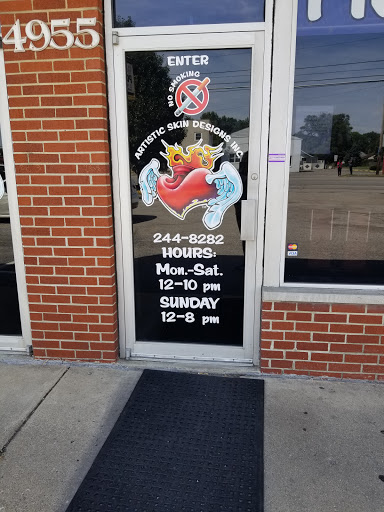 4955
ENTER
NO SMOKING
ARTISTIC SKIN DESIGNS INC.
244-8282
HOURS:
Mon.-Sat.
12-10 pm
SUNDAY
12-8 pm